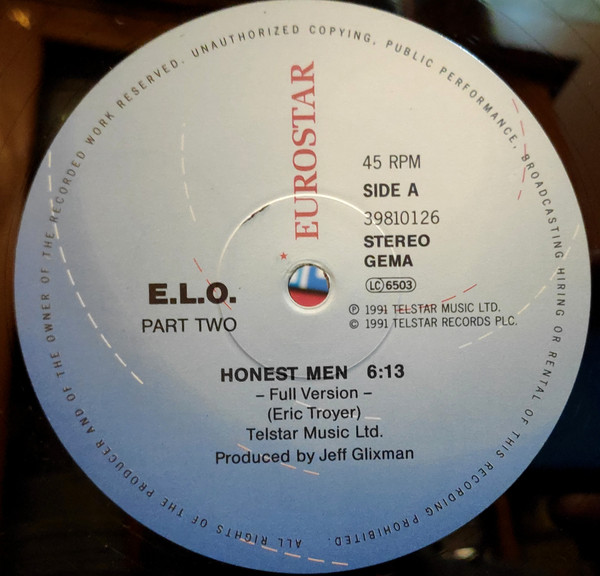 ALL RIGHTS OF THE PRODUCER AND OF THE OWNER OF THE RECORDED WORK RESERVED. UNAUTHORIZED COPYING, PUBLIC PERFORMANCE, BROADCASTING HIRING OR RENTAL OF THIS RECORDING PROHIBITED.
EUROSTAR
45 RPM
SIDE A
39810126
STEREO
GEMA
LC 6503
E.L.O.
PART TWO
℗ 1991 TELSTAR MUSIC LTD.
© 1991 TELSTAR RECORDS PLC.
HONEST MEN 6:13
– Full Version –
(Eric Troyer)
Telstar Music Ltd.
Produced by Jeff Glixman